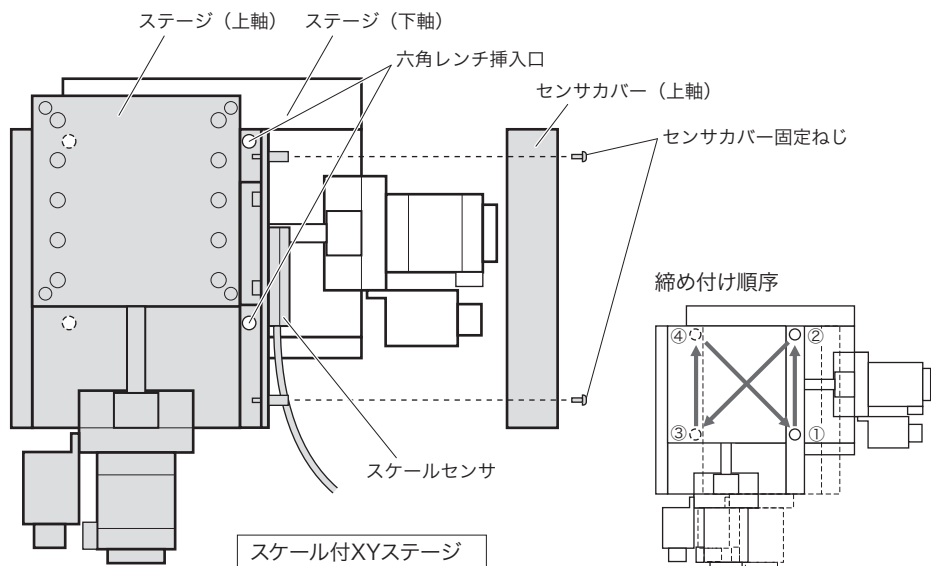 ステージ（上軸）
ステージ（下軸）
六角レンチ挿入口
センサカバー（上軸）
センサカバー固定ねじ
締め付け順序
④
②
③
①
スケールセンサ
スケール付XYステージ